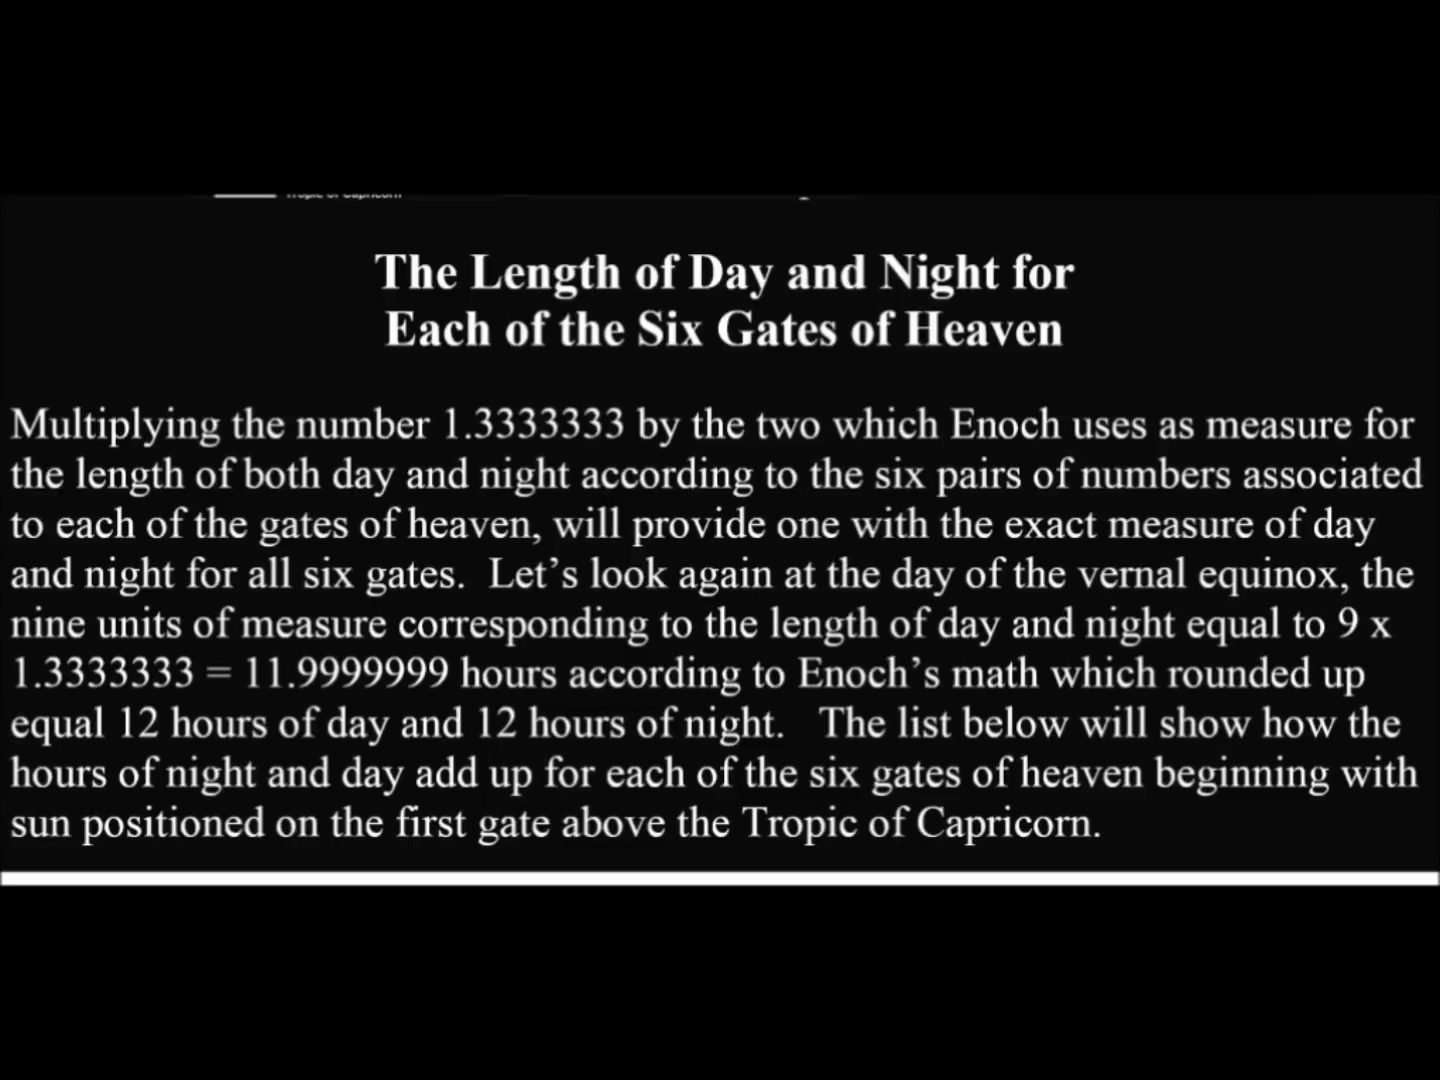 Tropic of Capricorn
The Length of Day and Night for
Each of the Six Gates of Heaven
Multiplying the number 1.3333333 by the two which Enoch uses as measure for
the length of both day and night according to the six pairs of numbers associated
to each of the gates of heaven, will provide one with the exact measure of day
and night for all six gates.  Let’s look again at the day of the vernal equinox, the
nine units of measure corresponding to the length of day and night equal to 9 x
1.3333333 = 11.9999999 hours according to Enoch’s math which rounded up
equal 12 hours of day and 12 hours of night.   The list below will show how the
hours of night and day add up for each of the six gates of heaven beginning with
sun positioned on the first gate above the Tropic of Capricorn.